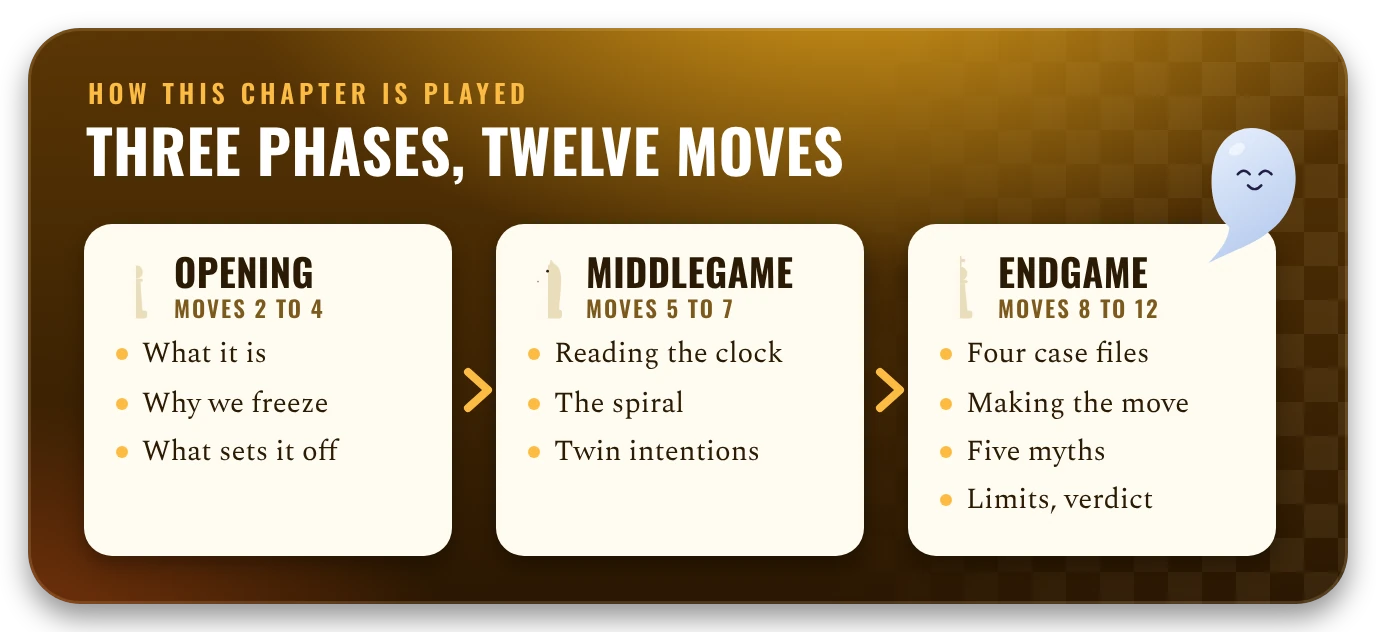 HOW THIS CHAPTER IS PLAYED
THREE PHASES, TWELVE MOVES
OPENING
MOVES 2 TO 4
What it is
Why we freeze
What sets it off
MIDDLEGAME
MOVES 5 TO 7
Reading the clock
The spiral
Twin intentions
ENDGAME
MOVES 8 TO 12
Four case files
Making the move
Five myths
Limits, verdict